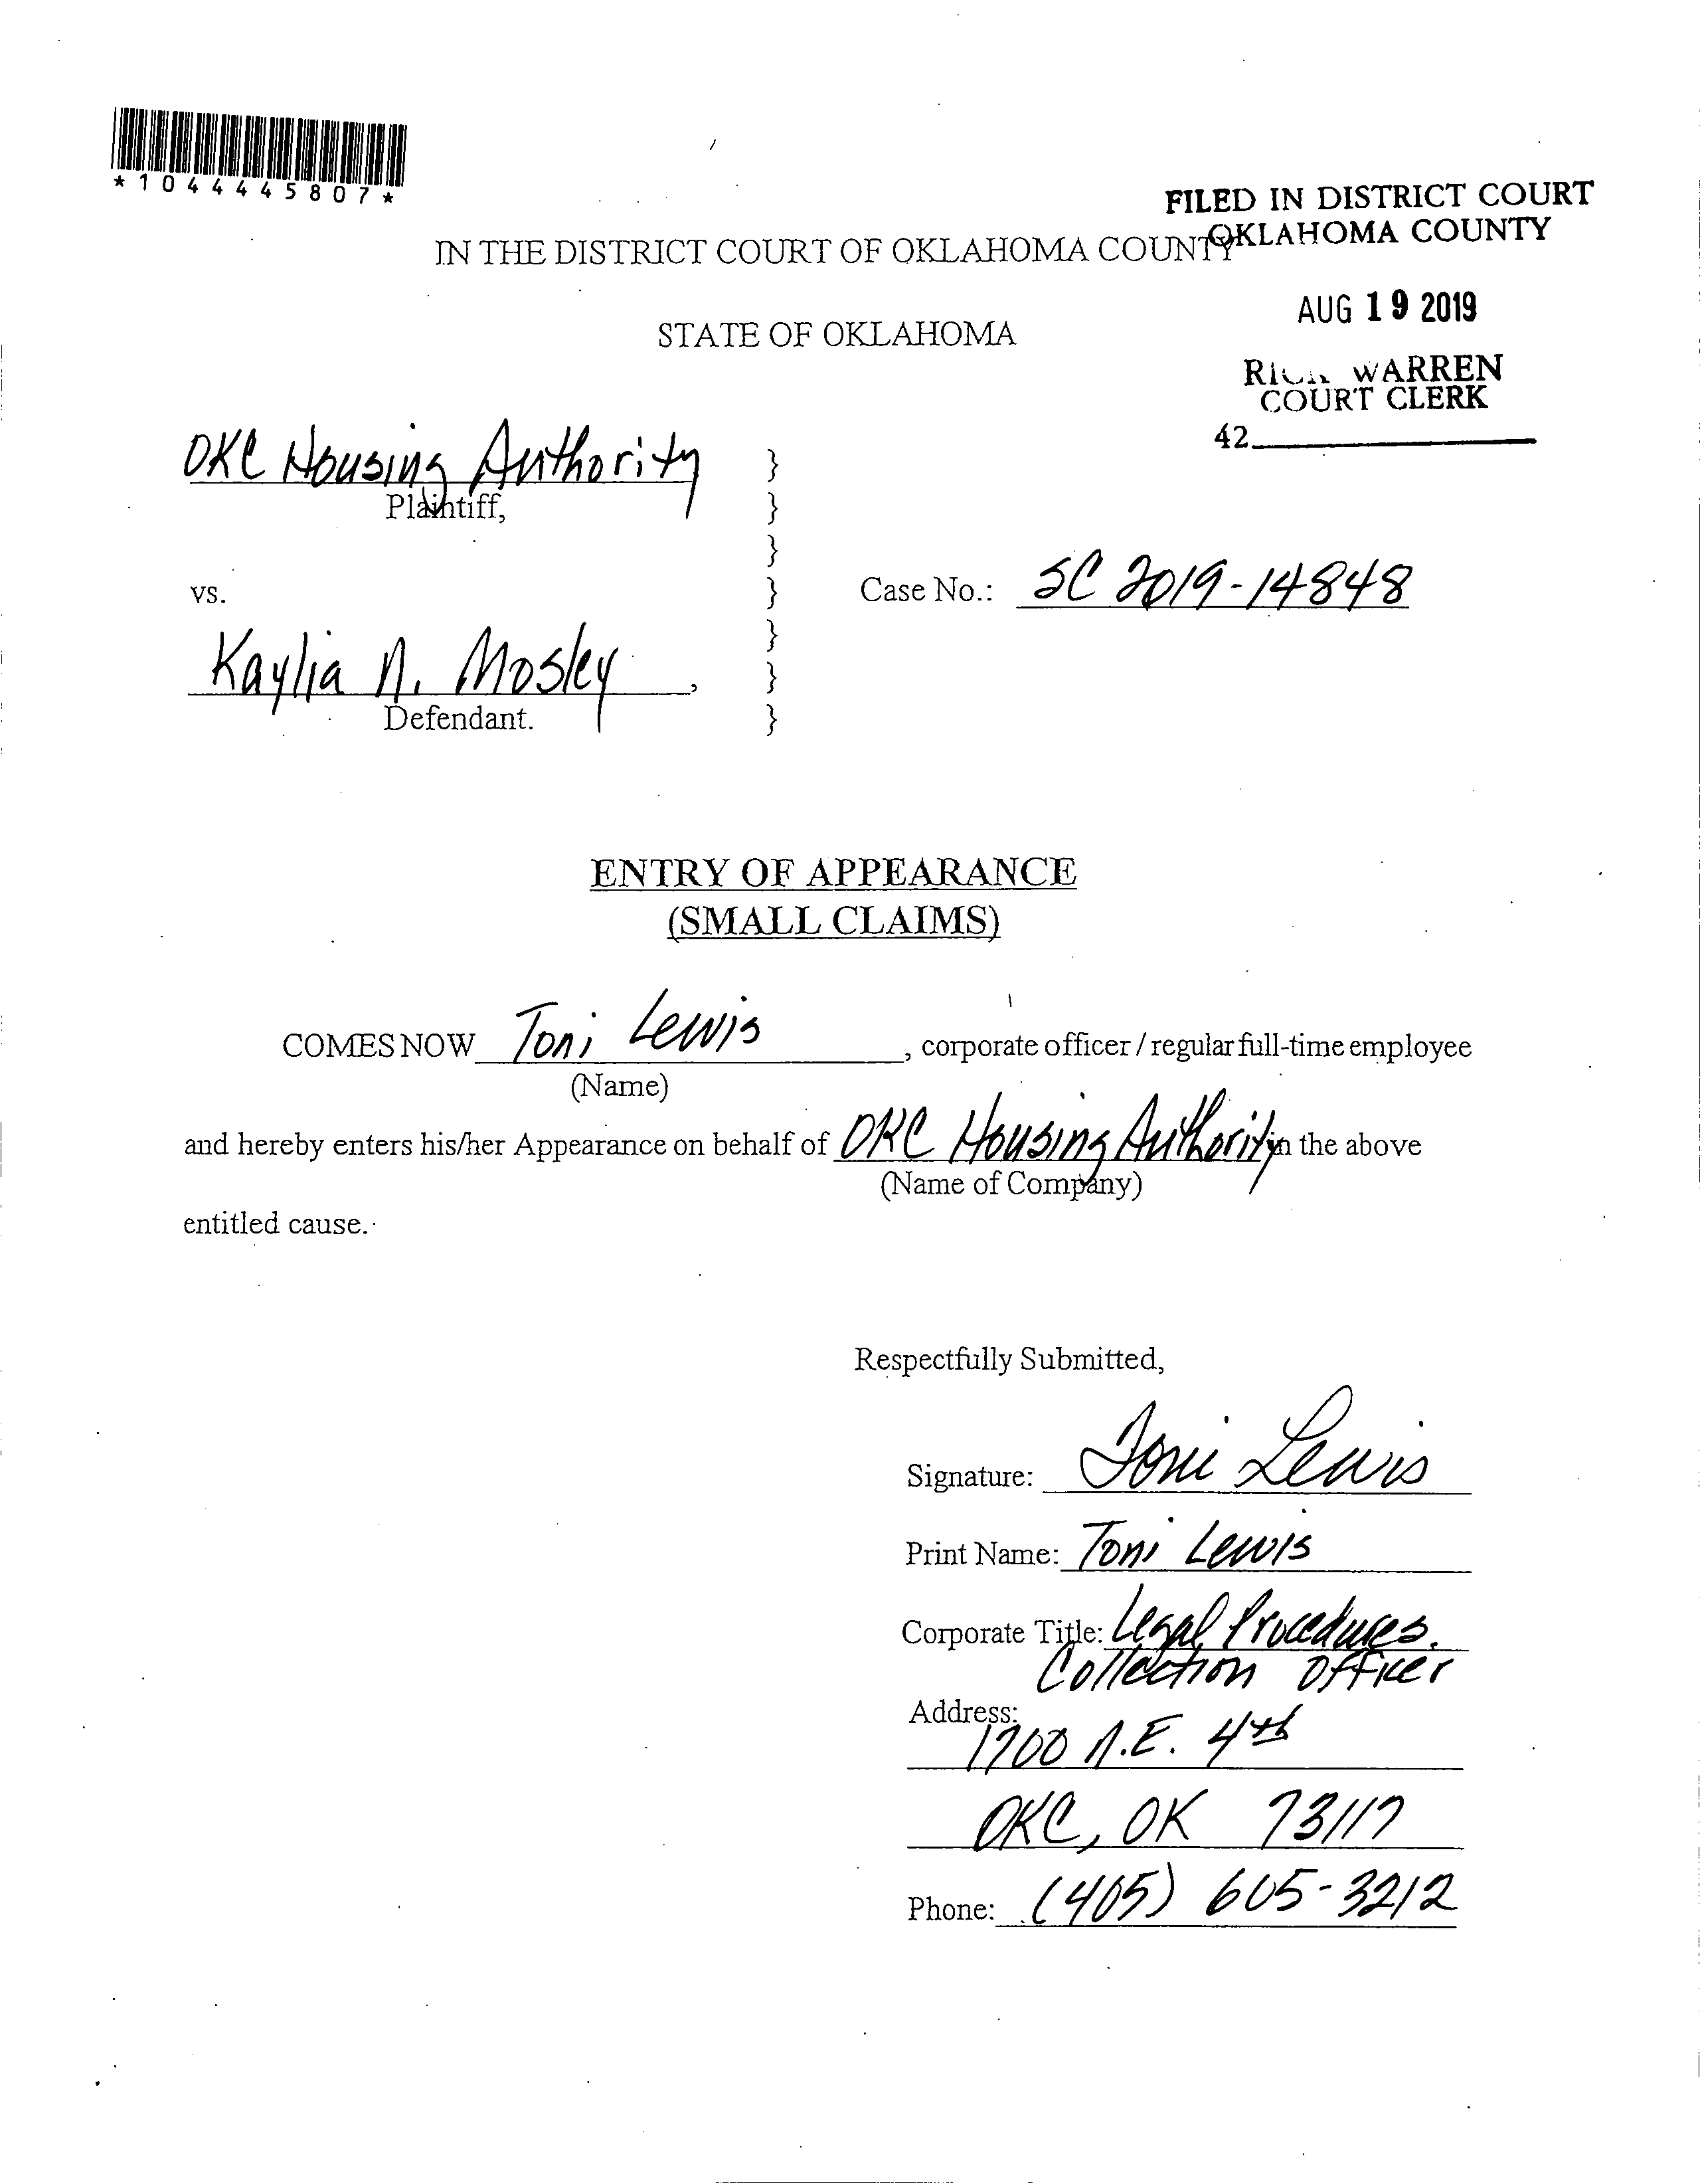 *1044445807*
FILED IN DISTRICT COURT
OKLAHOMA COUNTY
IN THE DISTRICT COURT OF OKLAHOMA COUNTY
AUG 19 2019
STATE OF OKLAHOMA
RICK WARREN
COURT CLERK
42
OKC Housing Authority }
Plaintiff, }
}
vs. } Case No.: SC 2019-14848
}
Kaylia N. Mosley , }
Defendant. }
ENTRY OF APPEARANCE
(SMALL CLAIMS)
COMES NOW Toni Lewis , corporate officer / regular full-time employee
(Name)
and hereby enters his/her Appearance on behalf of OKC Housing Authority in the above
(Name of Company)
entitled cause.
Respectfully Submitted,
Signature: Toni Lewis
Print Name: Toni Lewis
Corporate Title: Legal Procedures.
Collection Officer
Address:
1700 N.E. 4th
OKC, OK 73117
Phone: (405) 605-3212